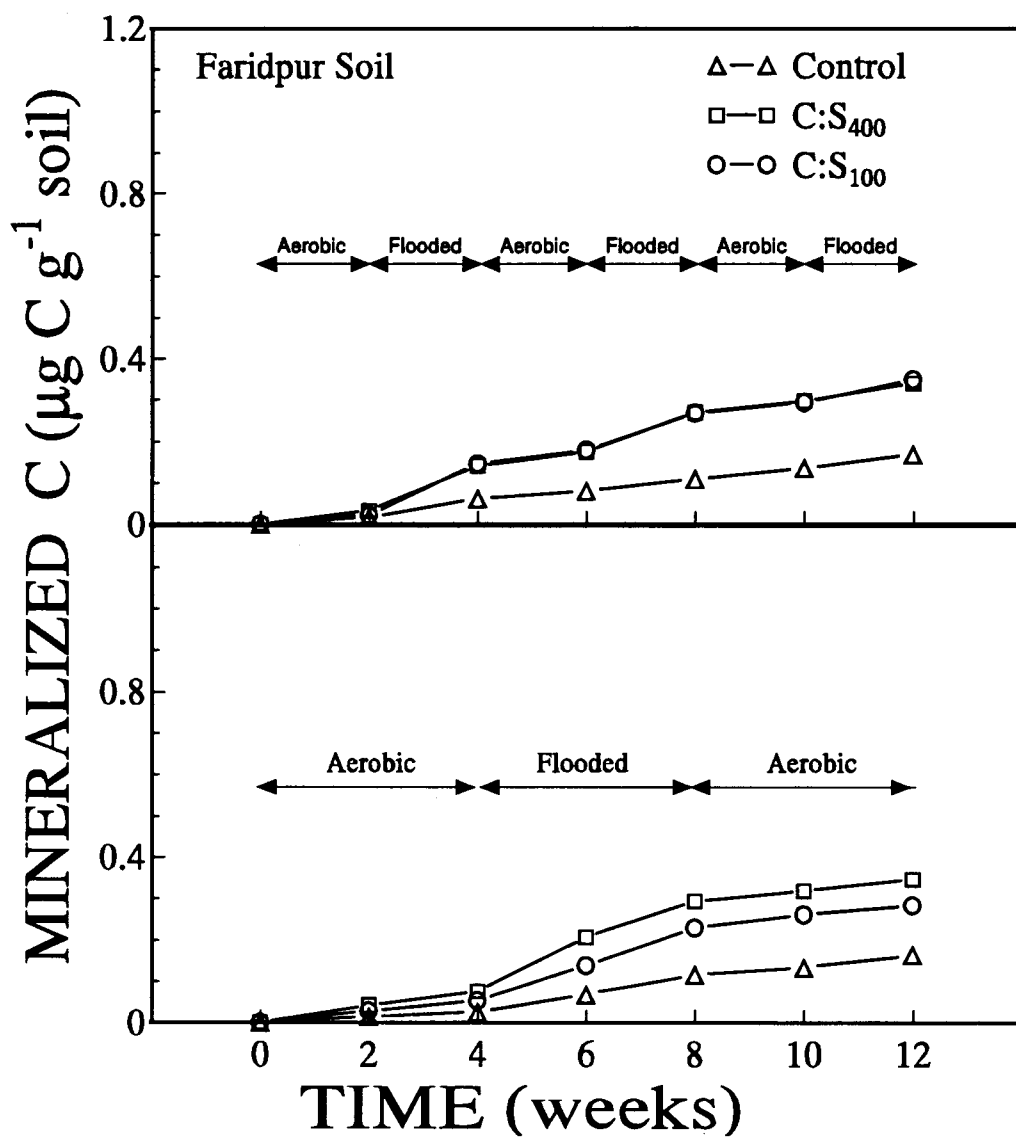 MINERALIZED C (µg C g⁻¹ soil)
1.2
0.8
0.4
0
Faridpur Soil
Control
C:S₄₀₀
C:S₁₀₀
Aerobic Flooded Aerobic Flooded Aerobic Flooded
0.8
0.4
0
Aerobic Flooded Aerobic
0 2 4 6 8 10 12
TIME (weeks)